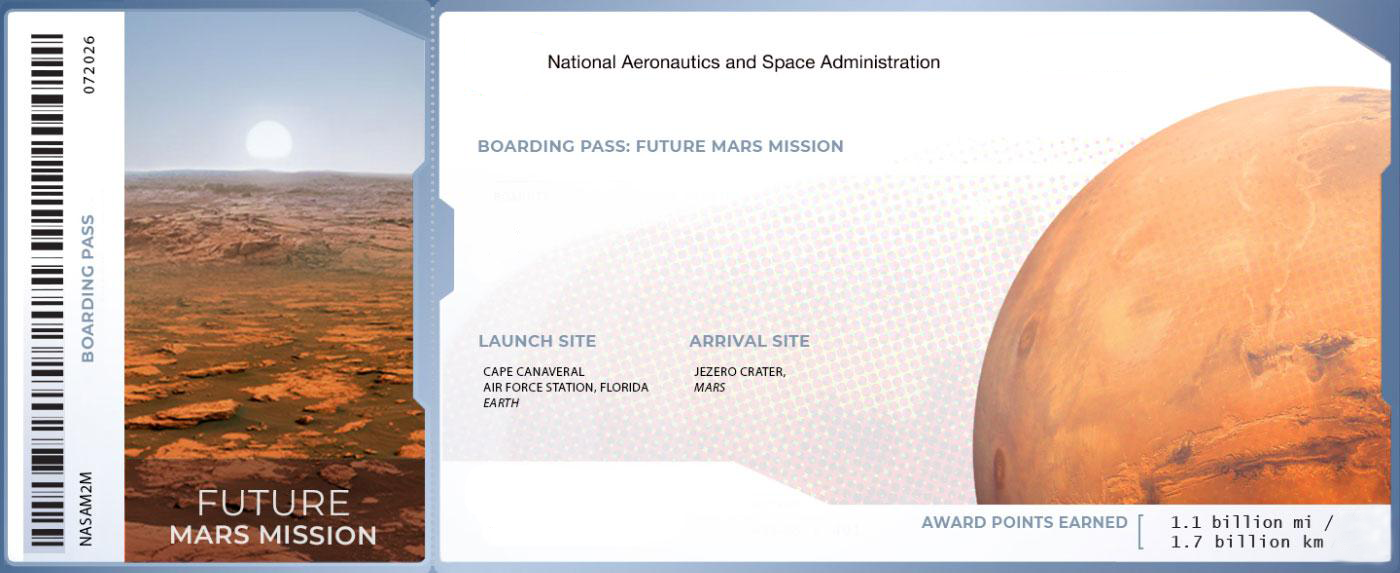 072026
BOARDING PASS
NASAM2M
FUTURE
MARS MISSION
National Aeronautics and Space Administration
BOARDING PASS: FUTURE MARS MISSION
LAUNCH SITE
CAPE CANAVERAL
AIR FORCE STATION, FLORIDA
EARTH
ARRIVAL SITE
JEZERO CRATER,
MARS
AWARD POINTS EARNED
1.1 billion mi /
1.7 billion km